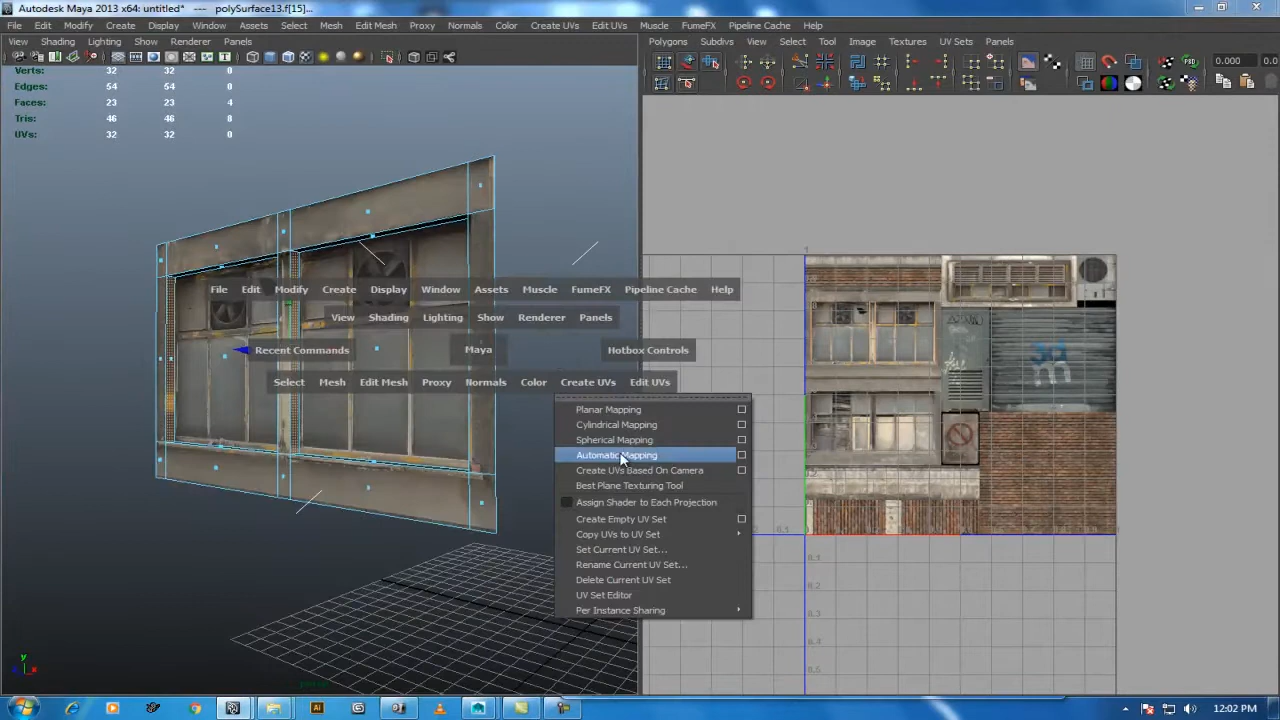 Autodesk Maya 2013 x64: untitled* --- polySurface13.f[15]...
File Edit Modify Create Display Window Assets Select Mesh Edit Mesh Proxy Normals Color Create UVs Edit UVs Muscle FumeFX Pipeline Cache Help
View Shading Lighting Show Renderer Panels
Polygons Subdivs View Select Tool Image Textures UV Sets Panels
0.000 0.0
Verts: 32 32 0
Edges: 54 54 0
Faces: 23 23 4
Tris: 46 46 8
UVs: 32 32 0
File Edit Modify Create Display Window Assets Muscle FumeFX Pipeline Cache Help
View Shading Lighting Show Renderer Panels
Recent Commands Maya Hotbox Controls
Select Mesh Edit Mesh Proxy Normals Color Create UVs Edit UVs
Planar Mapping
Cylindrical Mapping
Spherical Mapping
Automatic Mapping
Create UVs Based On Camera
Best Plane Texturing Tool
Assign Shader to Each Projection
Create Empty UV Set
Copy UVs to UV Set
Set Current UV Set...
Rename Current UV Set...
Delete Current UV Set
UV Set Editor
Per Instance Sharing
12:02 PM